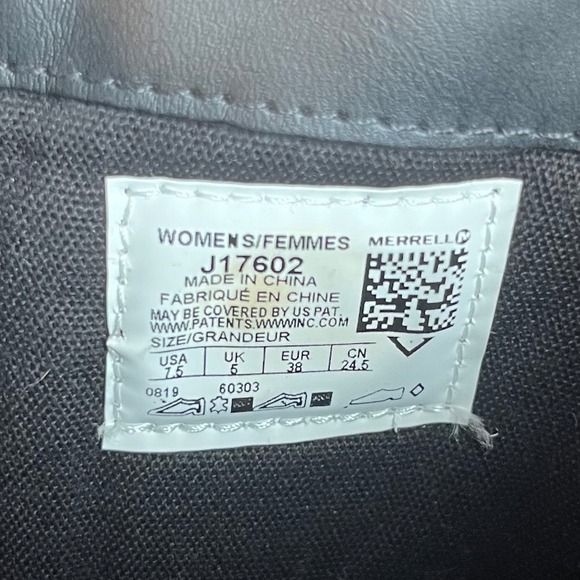 WOMENS/FEMMES MERRELL
J17602
MADE IN CHINA
FABRIQUÉ EN CHINE
MAY BE COVERED BY US PAT.
WWW.PATENTS.WWWINC.COM
SIZE/GRANDEUR
USA UK EUR CN
7.5 5 38 24.5
0819 60303